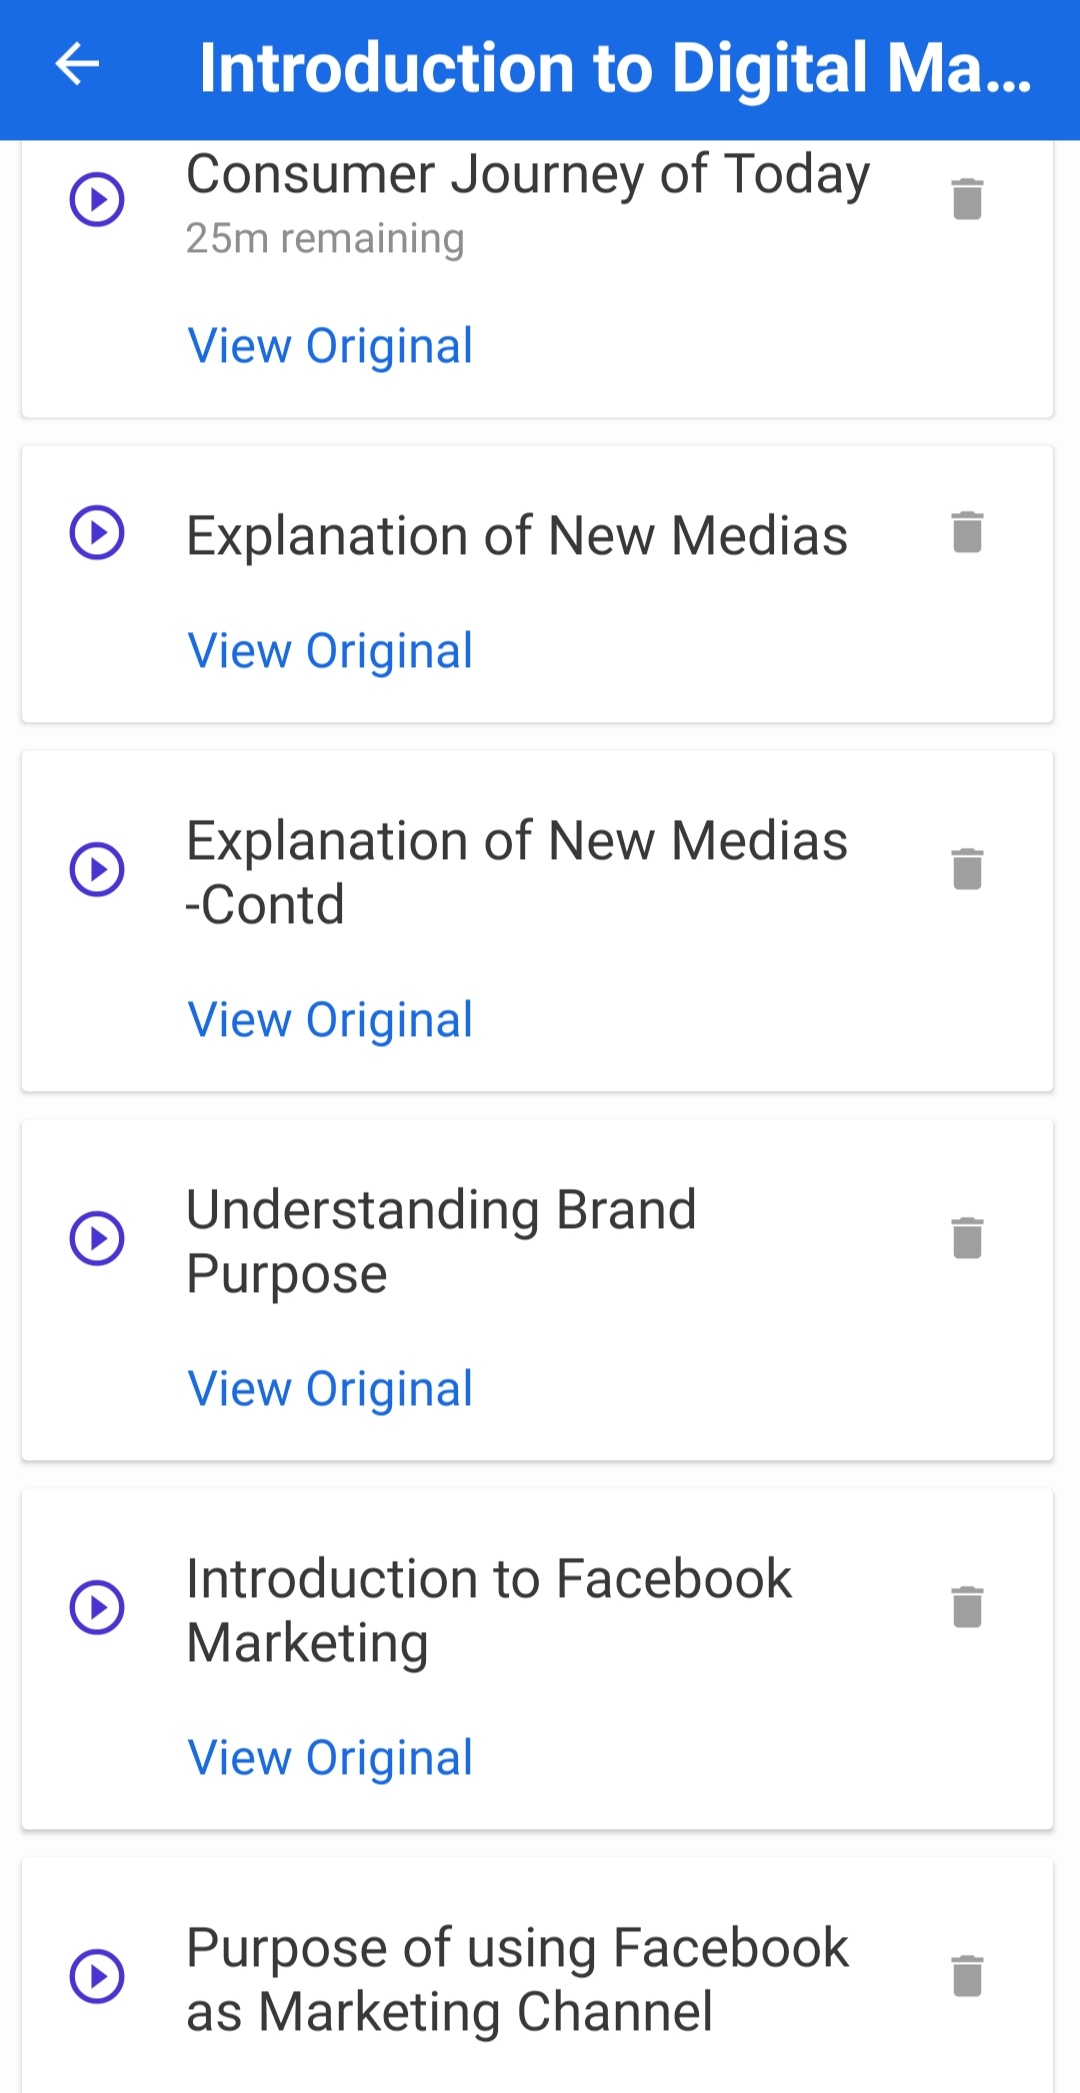 Introduction to Digital Ma...
Consumer Journey of Today
25m remaining
View Original
Explanation of New Medias
View Original
Explanation of New Medias
-Contd
View Original
Understanding Brand
Purpose
View Original
Introduction to Facebook
Marketing
View Original
Purpose of using Facebook
as Marketing Channel